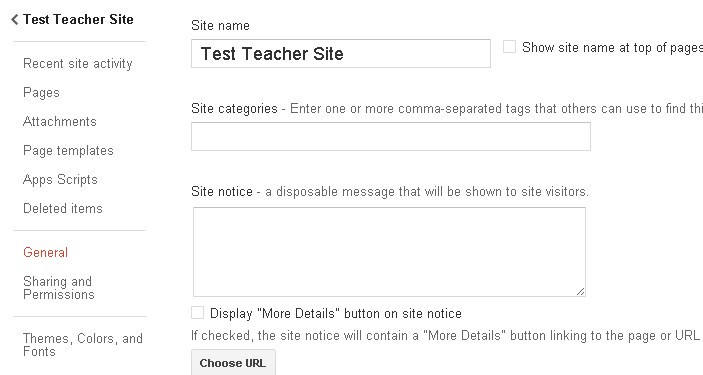 Test Teacher Site
Recent site activity
Pages
Attachments
Page templates
Apps Scripts
Deleted items
General
Sharing and
Permissions
Themes, Colors, and
Fonts
Site name
Test Teacher Site
Show site name at top of pages
Site categories - Enter one or more comma-separated tags that others can use to find
Site notice - a disposable message that will be shown to site visitors.
Display "More Details" button on site notice
If checked, the site notice will contain a "More Details" button linking to the page or URL
Choose URL